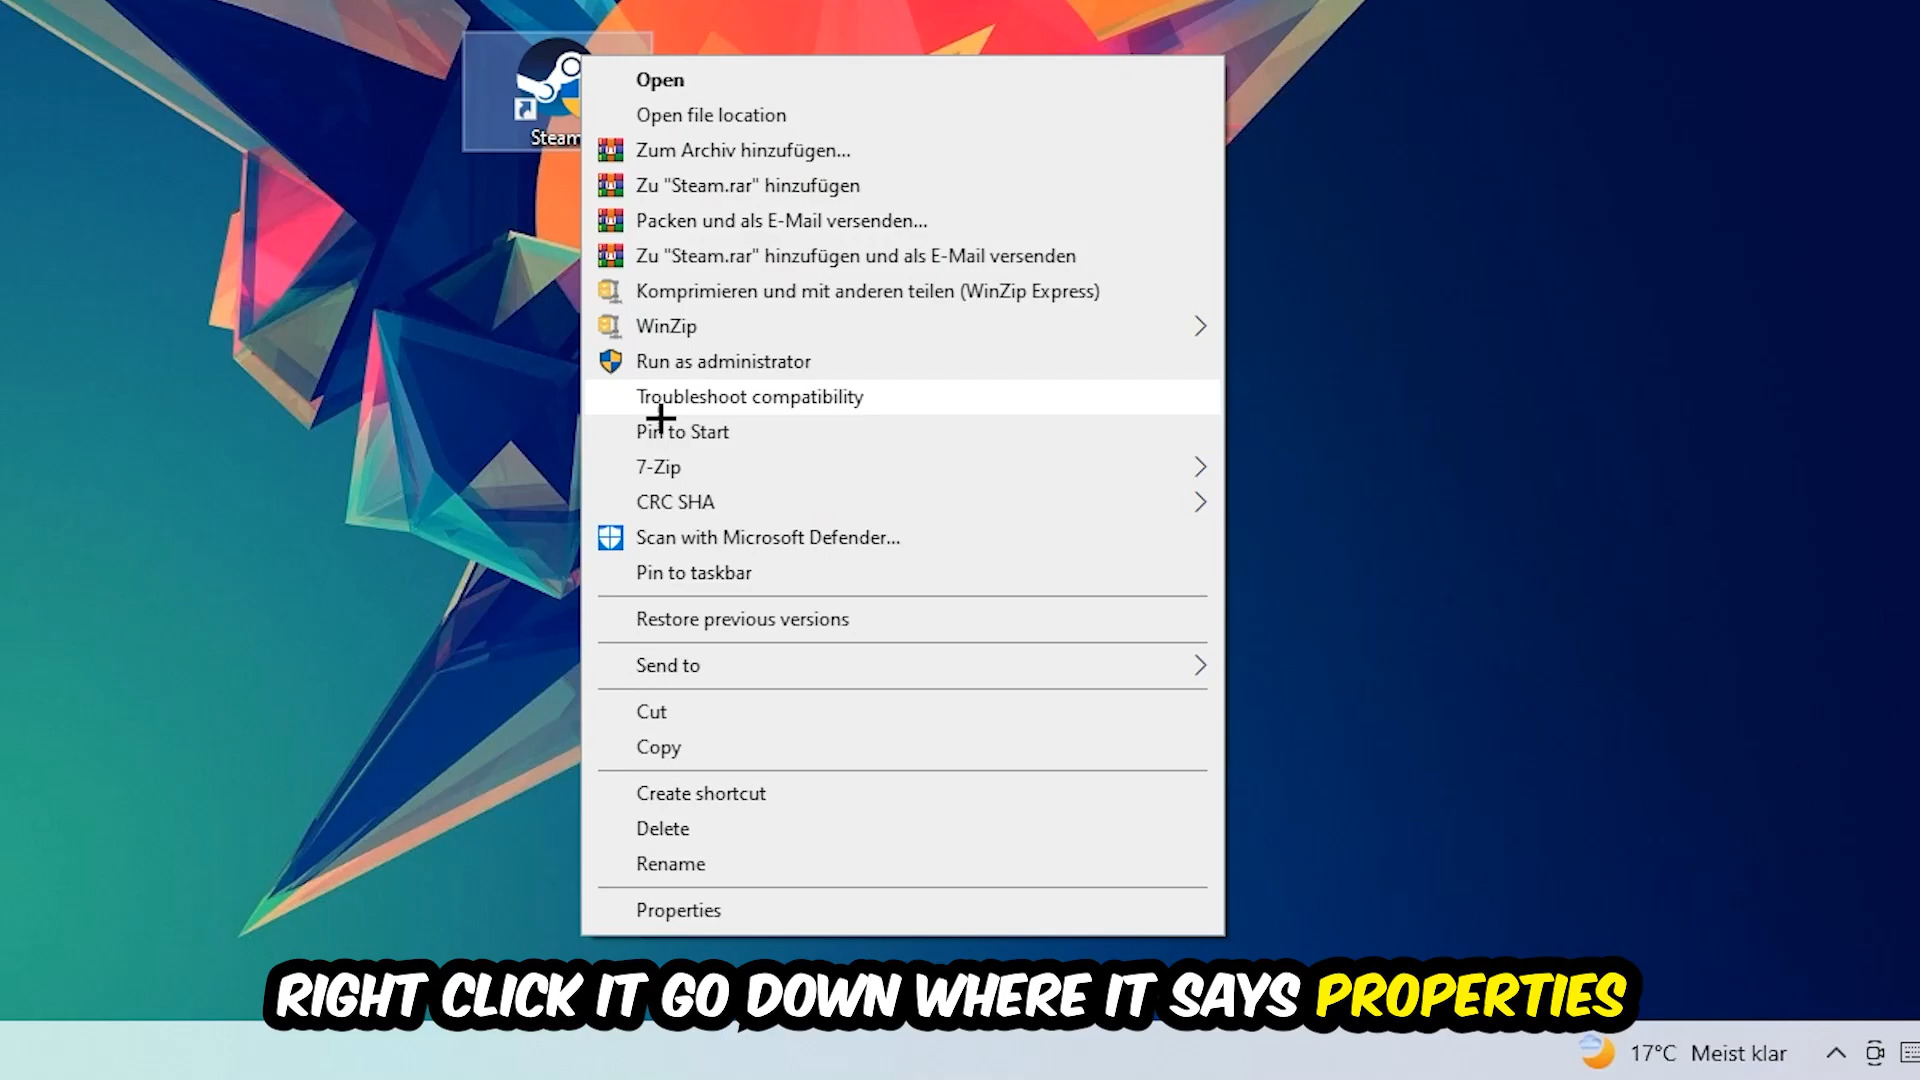 Steam
Open
Open file location
Zum Archiv hinzufügen...
Zu "Steam.rar" hinzufügen
Packen und als E-Mail versenden...
Zu "Steam.rar" hinzufügen und als E-Mail versenden
Komprimieren und mit anderen teilen (WinZip Express)
WinZip
Run as administrator
Troubleshoot compatibility
Pin to Start
7-Zip
CRC SHA
Scan with Microsoft Defender...
Pin to taskbar
Restore previous versions
Send to
Cut
Copy
Create shortcut
Delete
Rename
Properties
RIGHT CLICK IT GO DOWN WHERE IT SAYS PROPERTIES
17°C Meist klar